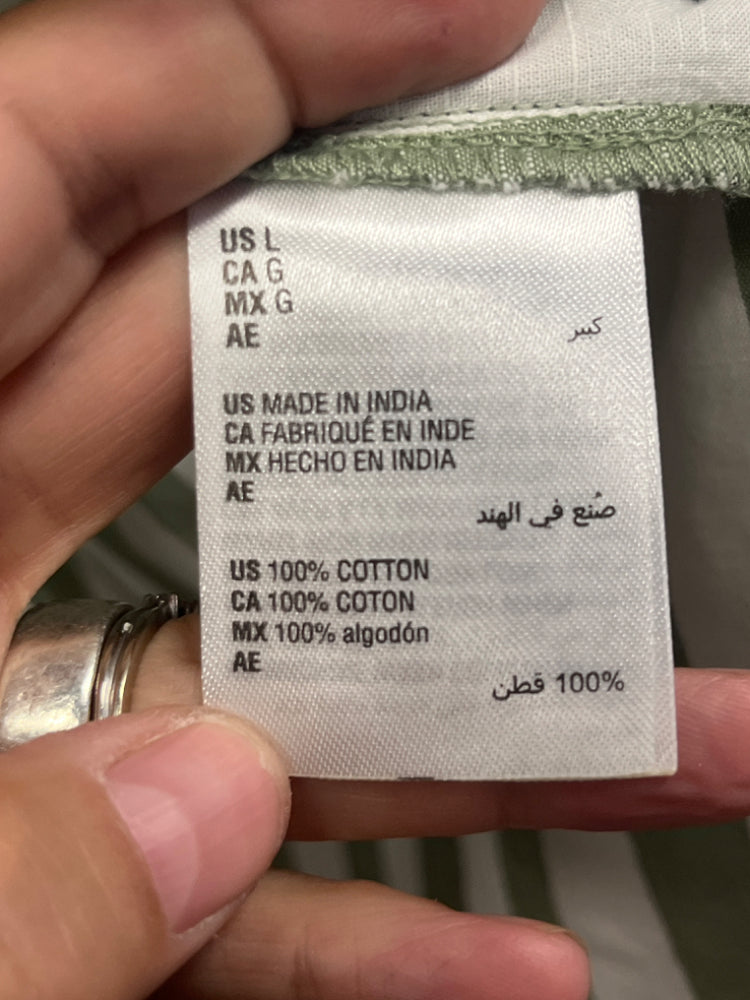 US L
CA G
MX G
AE
كبير
US MADE IN INDIA
CA FABRIQUÉ EN INDE
MX HECHO EN INDIA
AE
صُنع في الهند
US 100% COTTON
CA 100% COTON
MX 100% algodón
AE
100% قطن